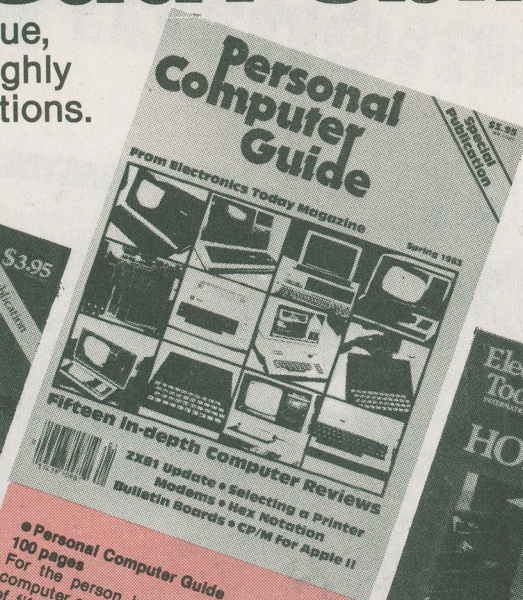 ue,
ghly
tions.
$3.95
Personal
Computer
Guide
Special
Publication
$3.95
From Electronics Today Magazine
Spring 1983
Fifteen In-depth Computer Reviews
ZX81 Update • Selecting a Printer
Modems • Hex Notation
Bulletin Boards • CP/M for Apple II
Elec
Tod
HO
• Personal Computer Guide
100 pages
For the person
computer